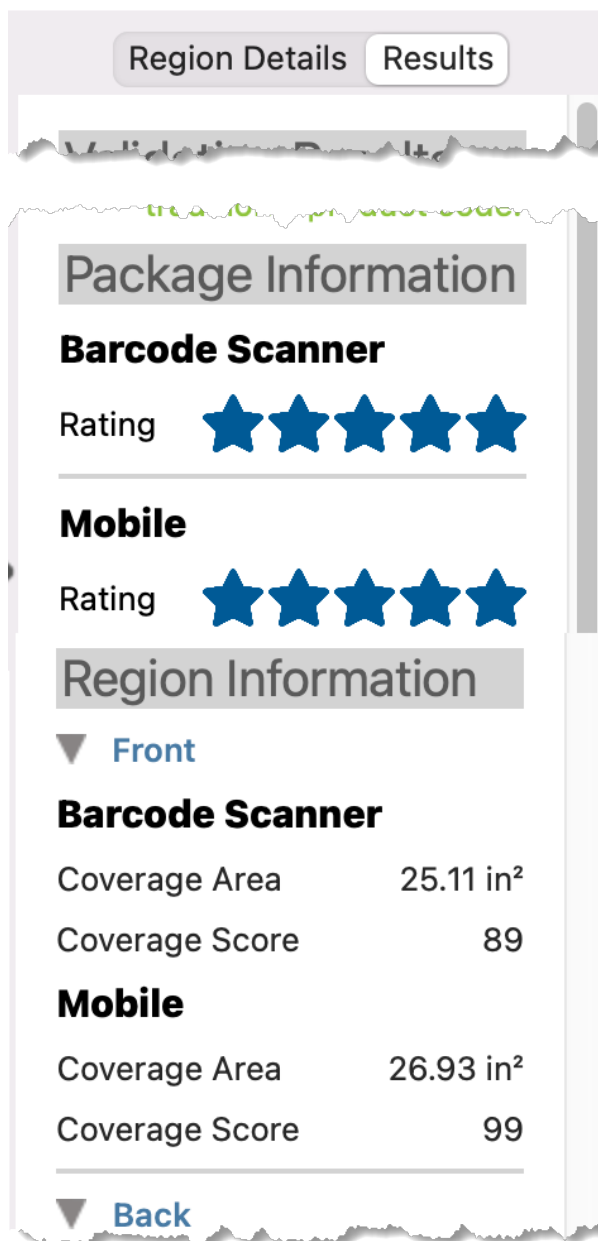 Region Details Results
Package Information
Barcode Scanner
Rating
Mobile
Rating
Region Information
Front
Barcode Scanner
Coverage Area 25.11 in²
Coverage Score 89
Mobile
Coverage Area 26.93 in²
Coverage Score 99
Back